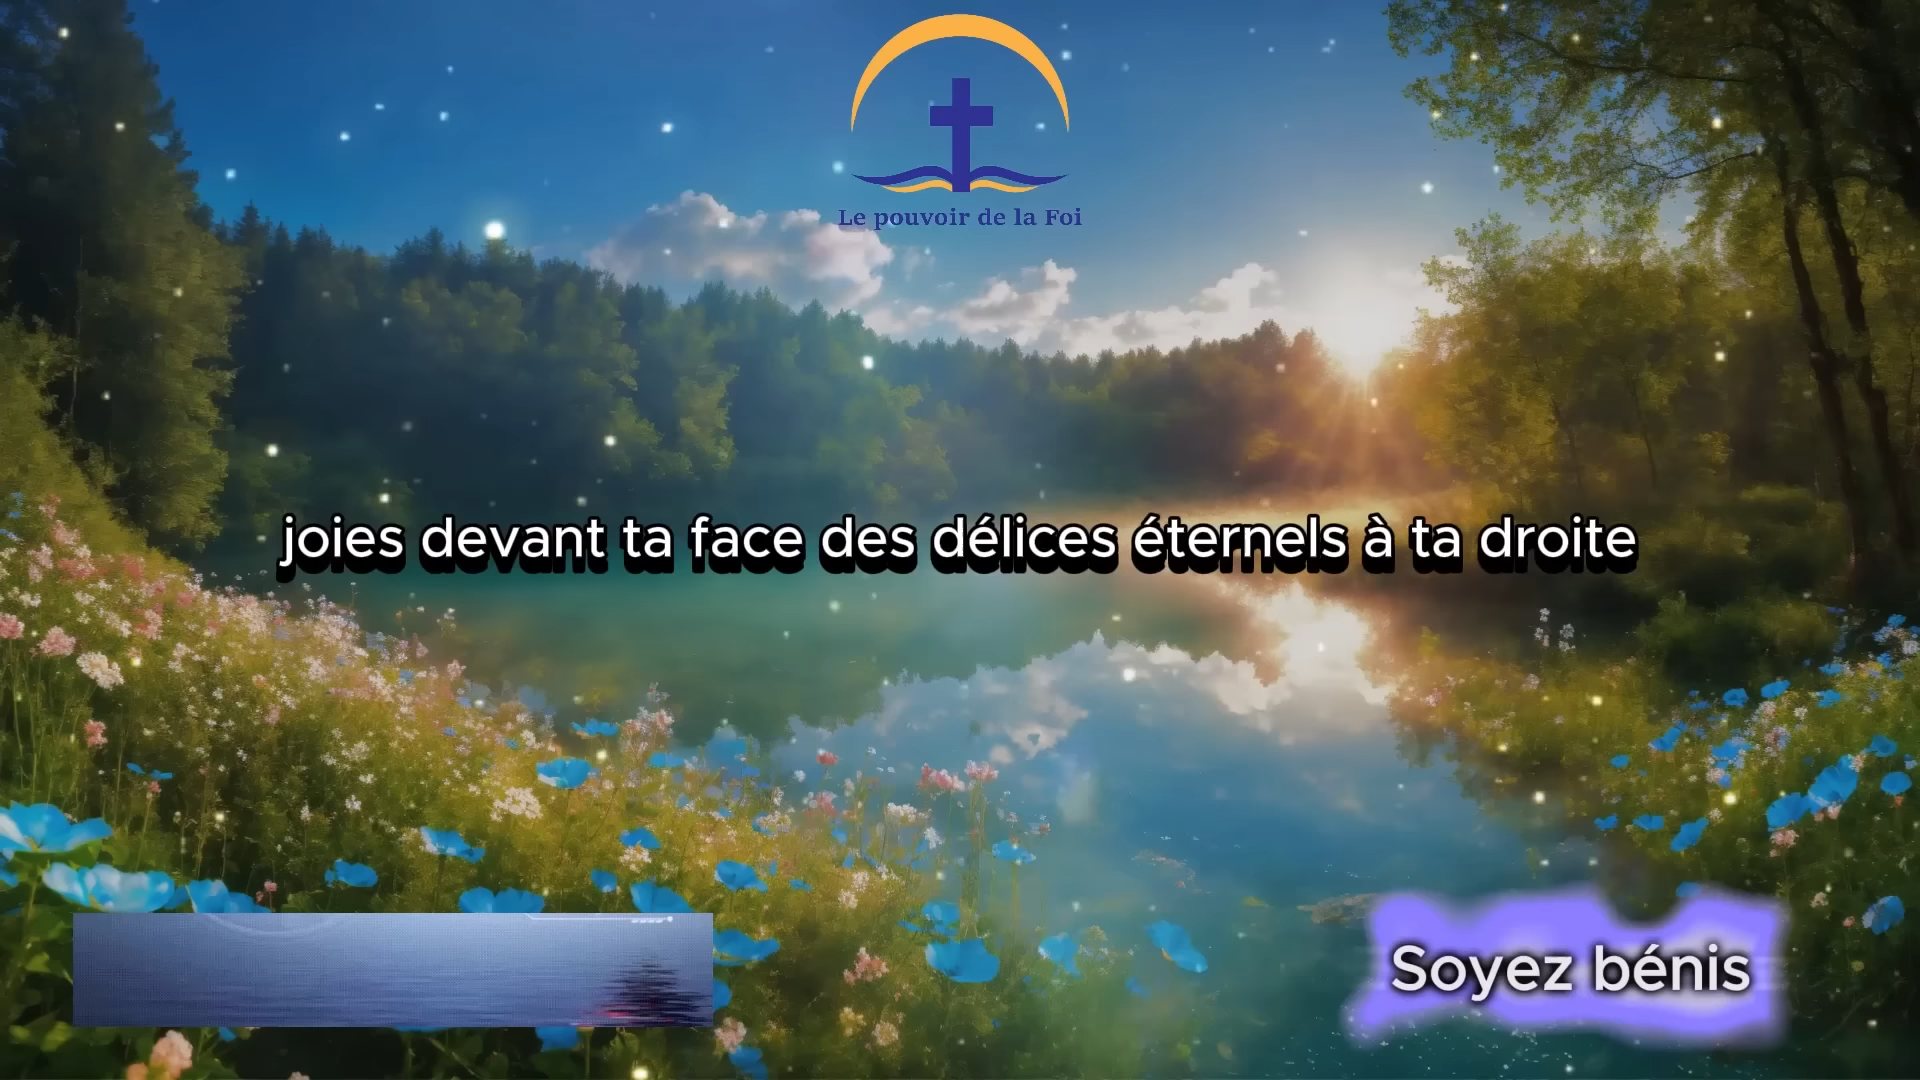 Le pouvoir de la Foi
joies devant ta face des délices éternels à ta droite
Soyez bénis